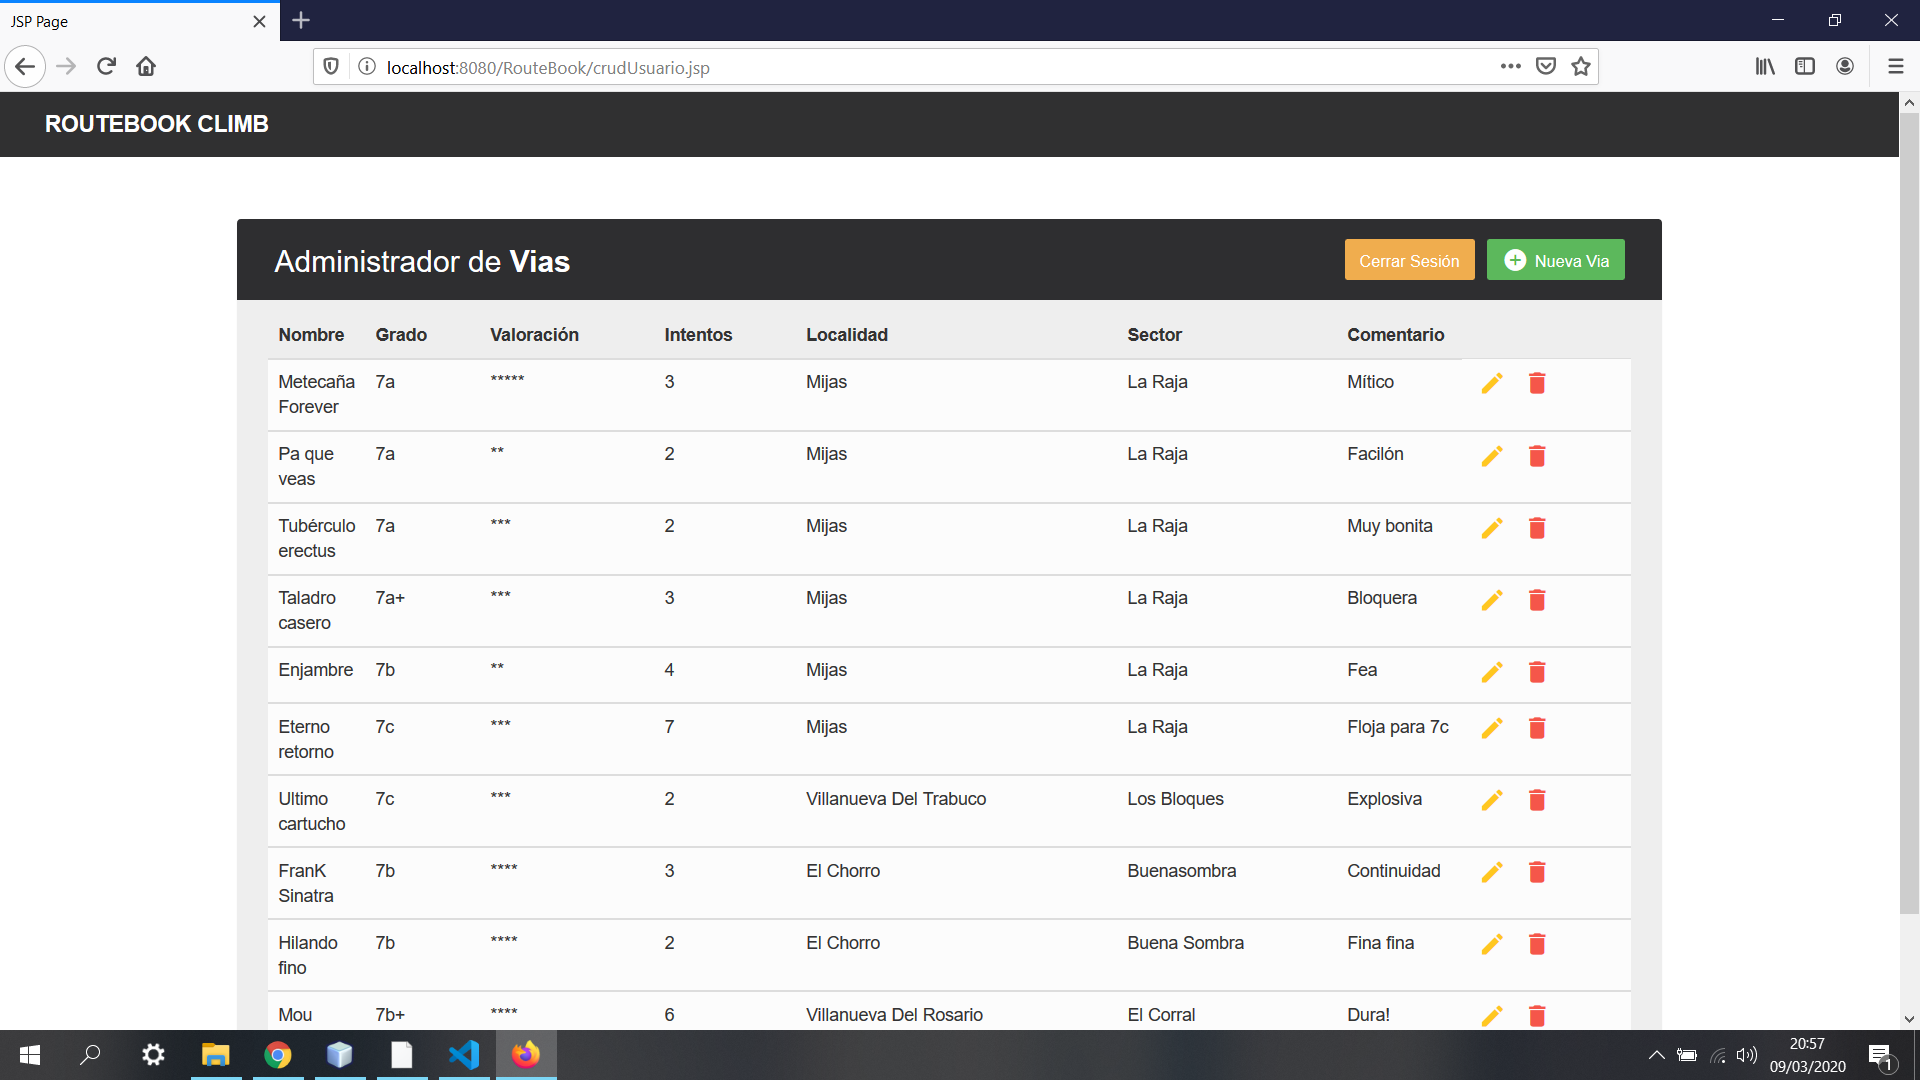 JSP Page
localhost:8080/RouteBook/crudUsuario.jsp
ROUTEBOOK CLIMB
Administrador de Vias
Cerrar Sesión
Nueva Via
Nombre Grado Valoración Intentos Localidad Sector Comentario
Metecaña Forever 7a ***** 3 Mijas La Raja Mítico
Pa que veas 7a ** 2 Mijas La Raja Facilón
Tubérculo erectus 7a *** 2 Mijas La Raja Muy bonita
Taladro casero 7a+ *** 3 Mijas La Raja Bloquera
Enjambre 7b ** 4 Mijas La Raja Fea
Eterno retorno 7c *** 7 Mijas La Raja Floja para 7c
Ultimo cartucho 7c *** 2 Villanueva Del Trabuco Los Bloques Explosiva
FranK Sinatra 7b **** 3 El Chorro Buenasombra Continuidad
Hilando fino 7b **** 2 El Chorro Buena Sombra Fina fina
Mou 7b+ **** 6 Villanueva Del Rosario El Corral Dura!
20:57
09/03/2020
1